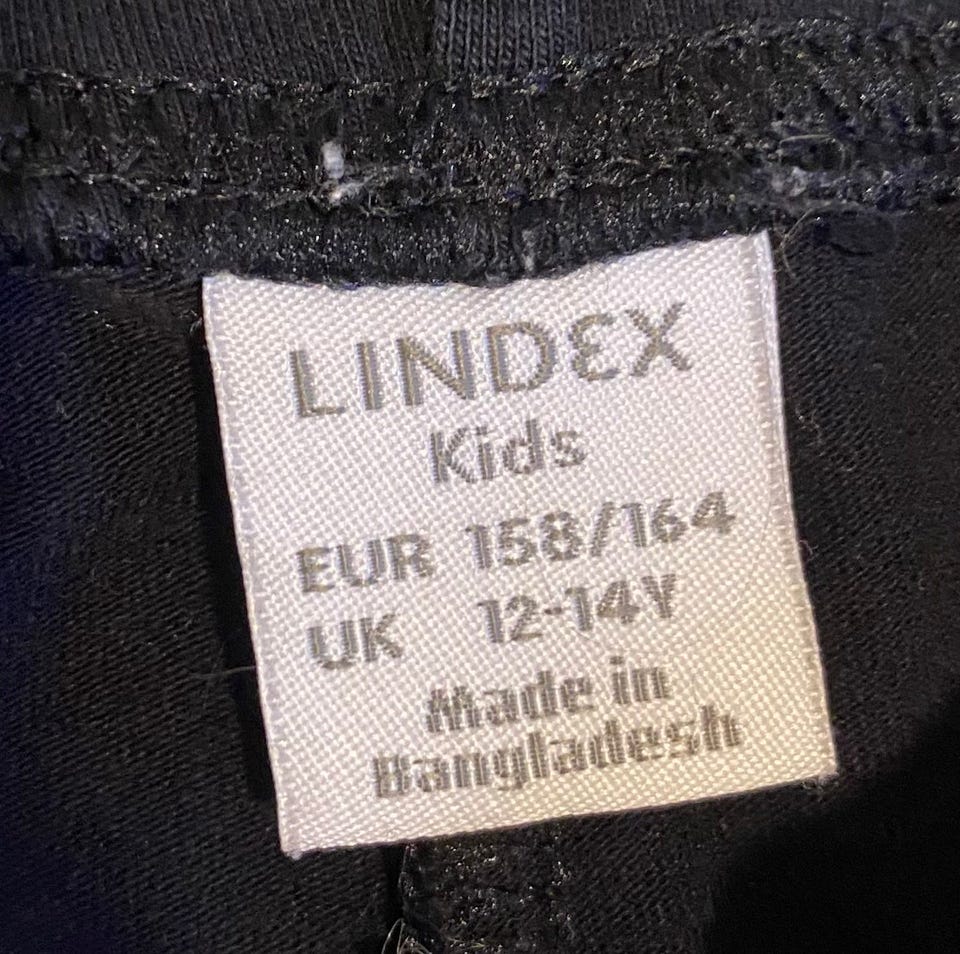 LINDEX
Kids
EUR 158/164
UK 12-14Y
Made in
Bangladesh